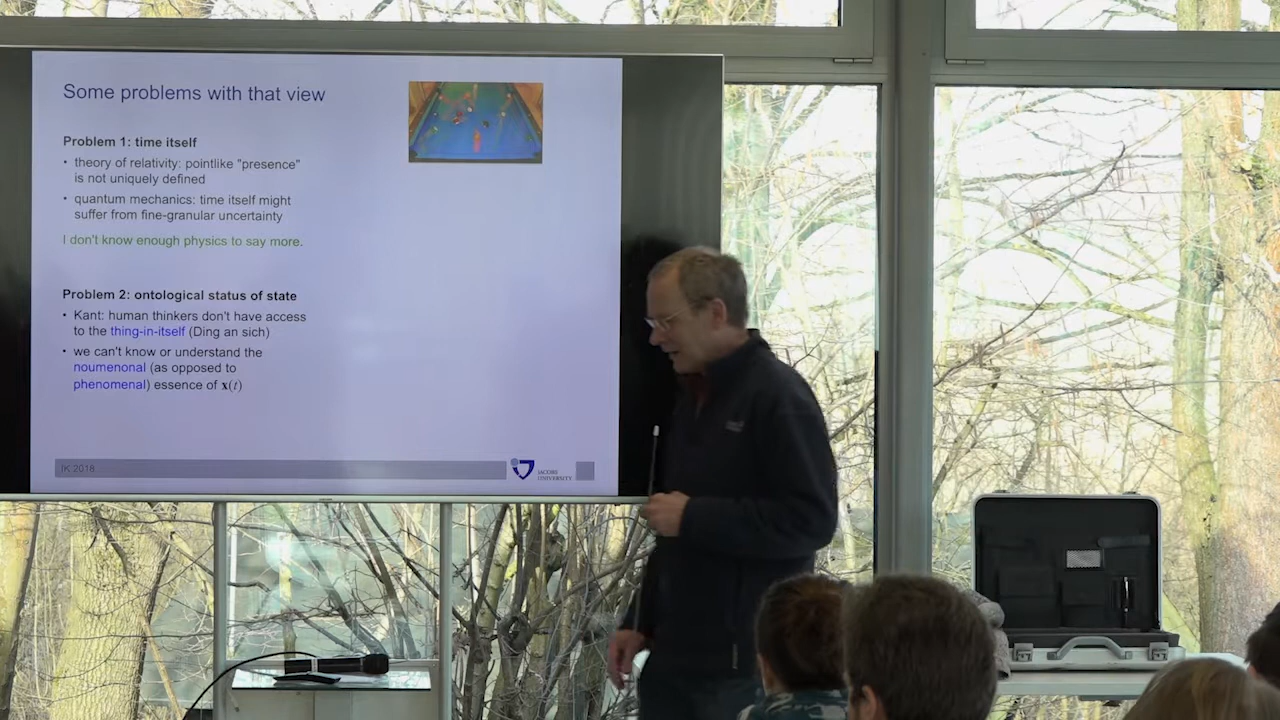 Some problems with that view
Problem 1: time itself
• theory of relativity: pointlike "presence"
is not uniquely defined
• quantum mechanics: time itself might
suffer from fine-granular uncertainty
I don't know enough physics to say more.
Problem 2: ontological status of state
• Kant: human thinkers don't have access
to the thing-in-itself (Ding an sich)
• we can't know or understand the
noumenonal (as opposed to
phenomenal) essence of x(t)
IK 2018
JACOBS
UNIVERSITY